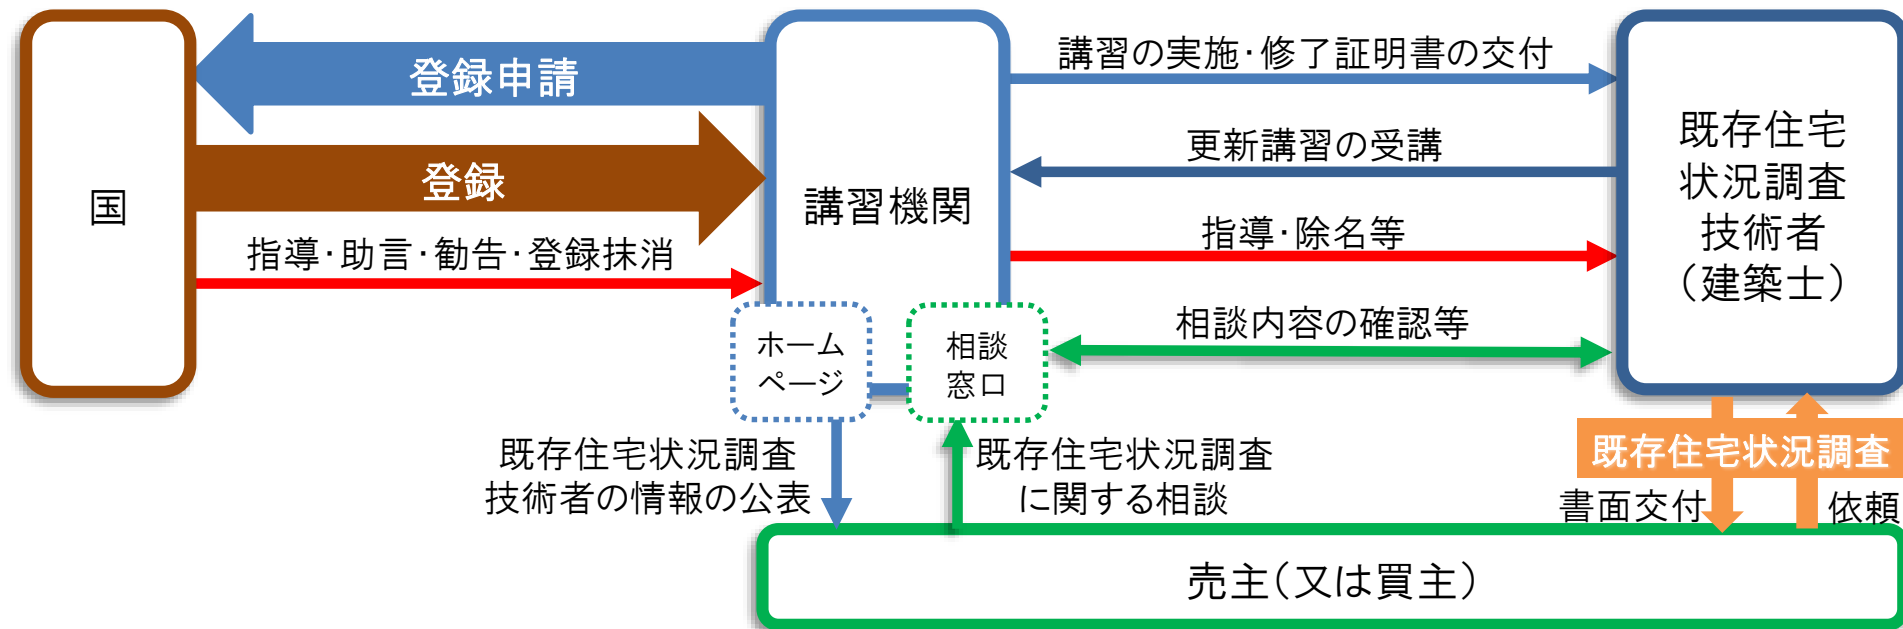 国
登録申請
登録
指導・助言・勧告・登録抹消
講習機関
ホーム
ページ
相談
窓口
講習の実施・修了証明書の交付
更新講習の受講
指導・除名等
相談内容の確認等
既存住宅
状況調査
技術者
（建築士）
既存住宅状況調査
技術者の情報の公表
既存住宅状況調査
に関する相談
既存住宅状況調査
書面交付
依頼
売主（又は買主）